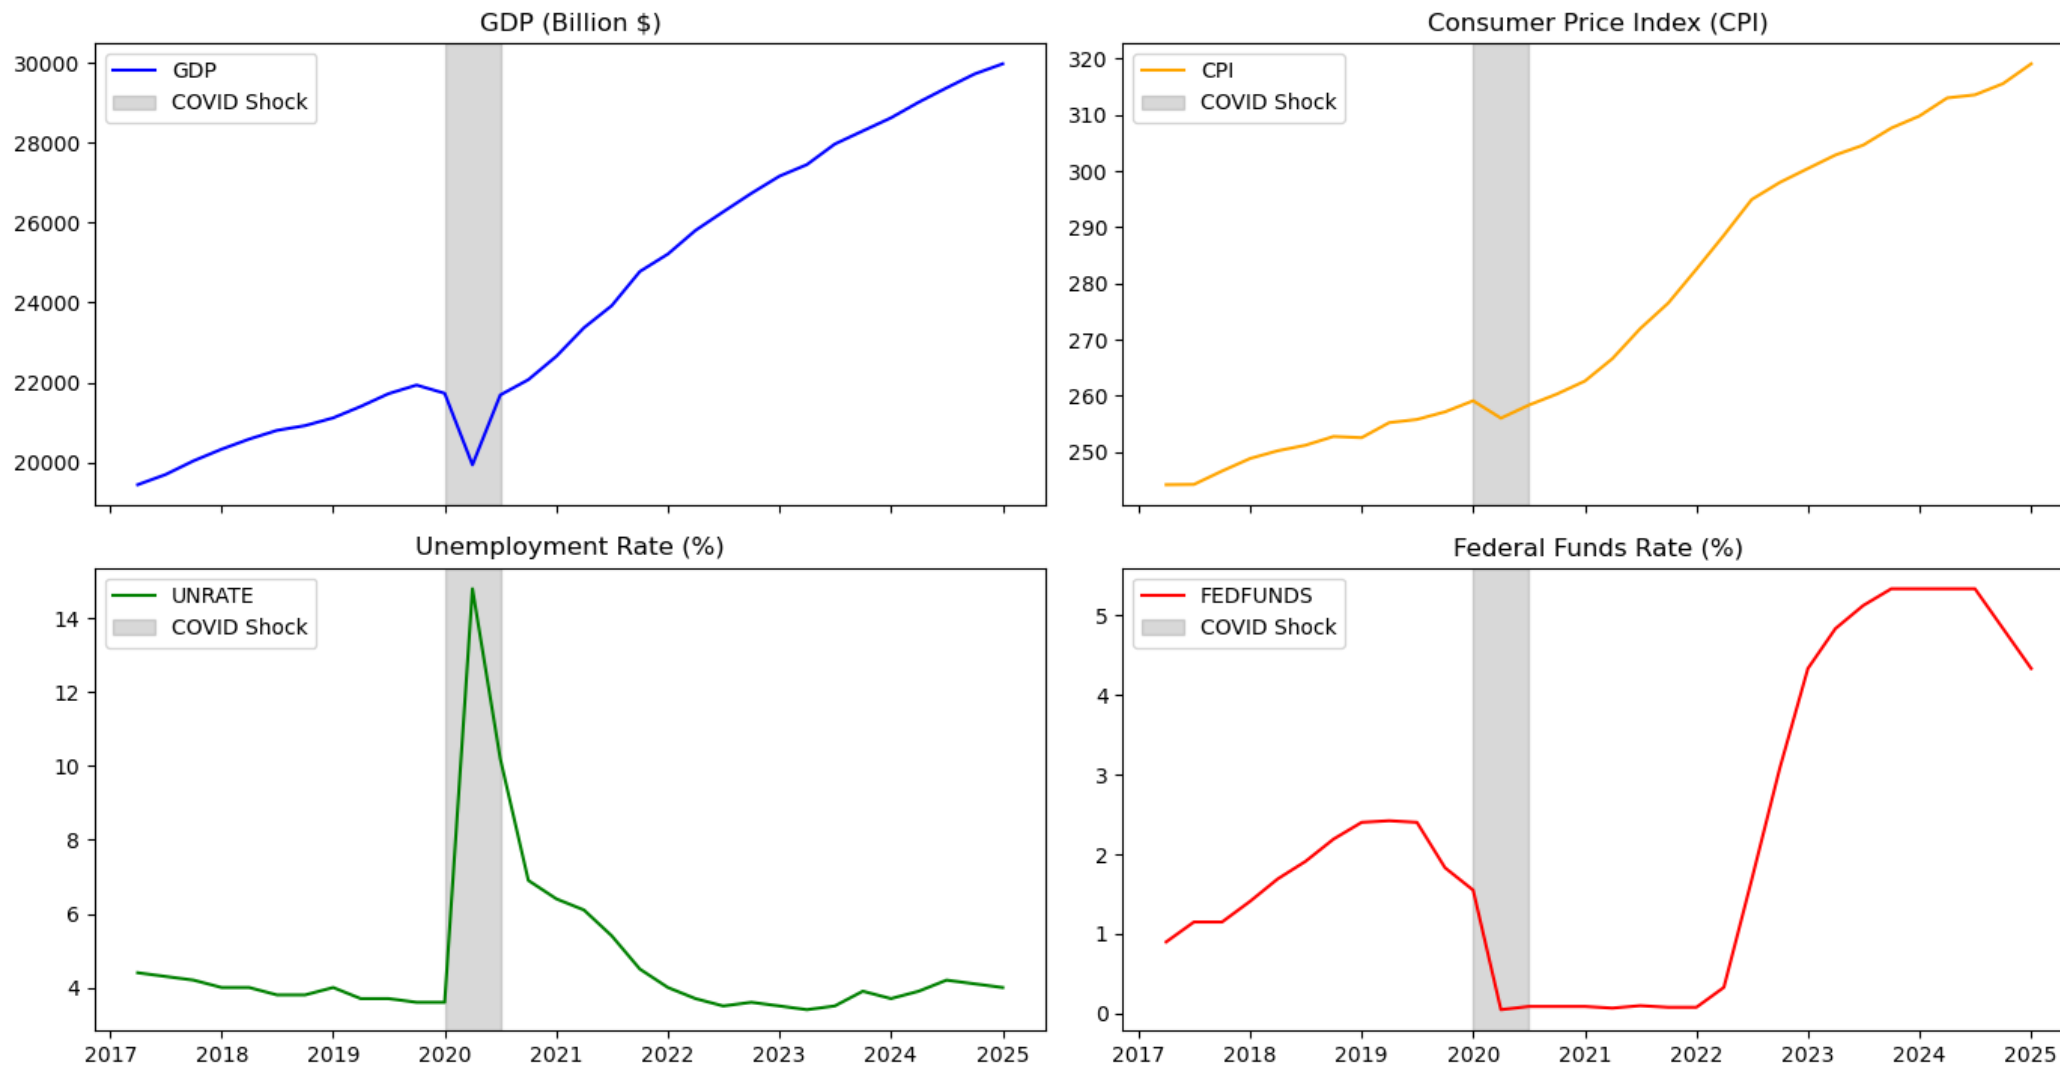 GDP (Billion $)
GDP
COVID Shock
30000
28000
26000
24000
22000
20000
Consumer Price Index (CPI)
CPI
COVID Shock
320
310
300
290
280
270
260
250
Unemployment Rate (%)
UNRATE
COVID Shock
14
12
10
8
6
4
2017 2018 2019 2020 2021 2022 2023 2024 2025
Federal Funds Rate (%)
FEDFUNDS
COVID Shock
5
4
3
2
1
0
2017 2018 2019 2020 2021 2022 2023 2024 2025